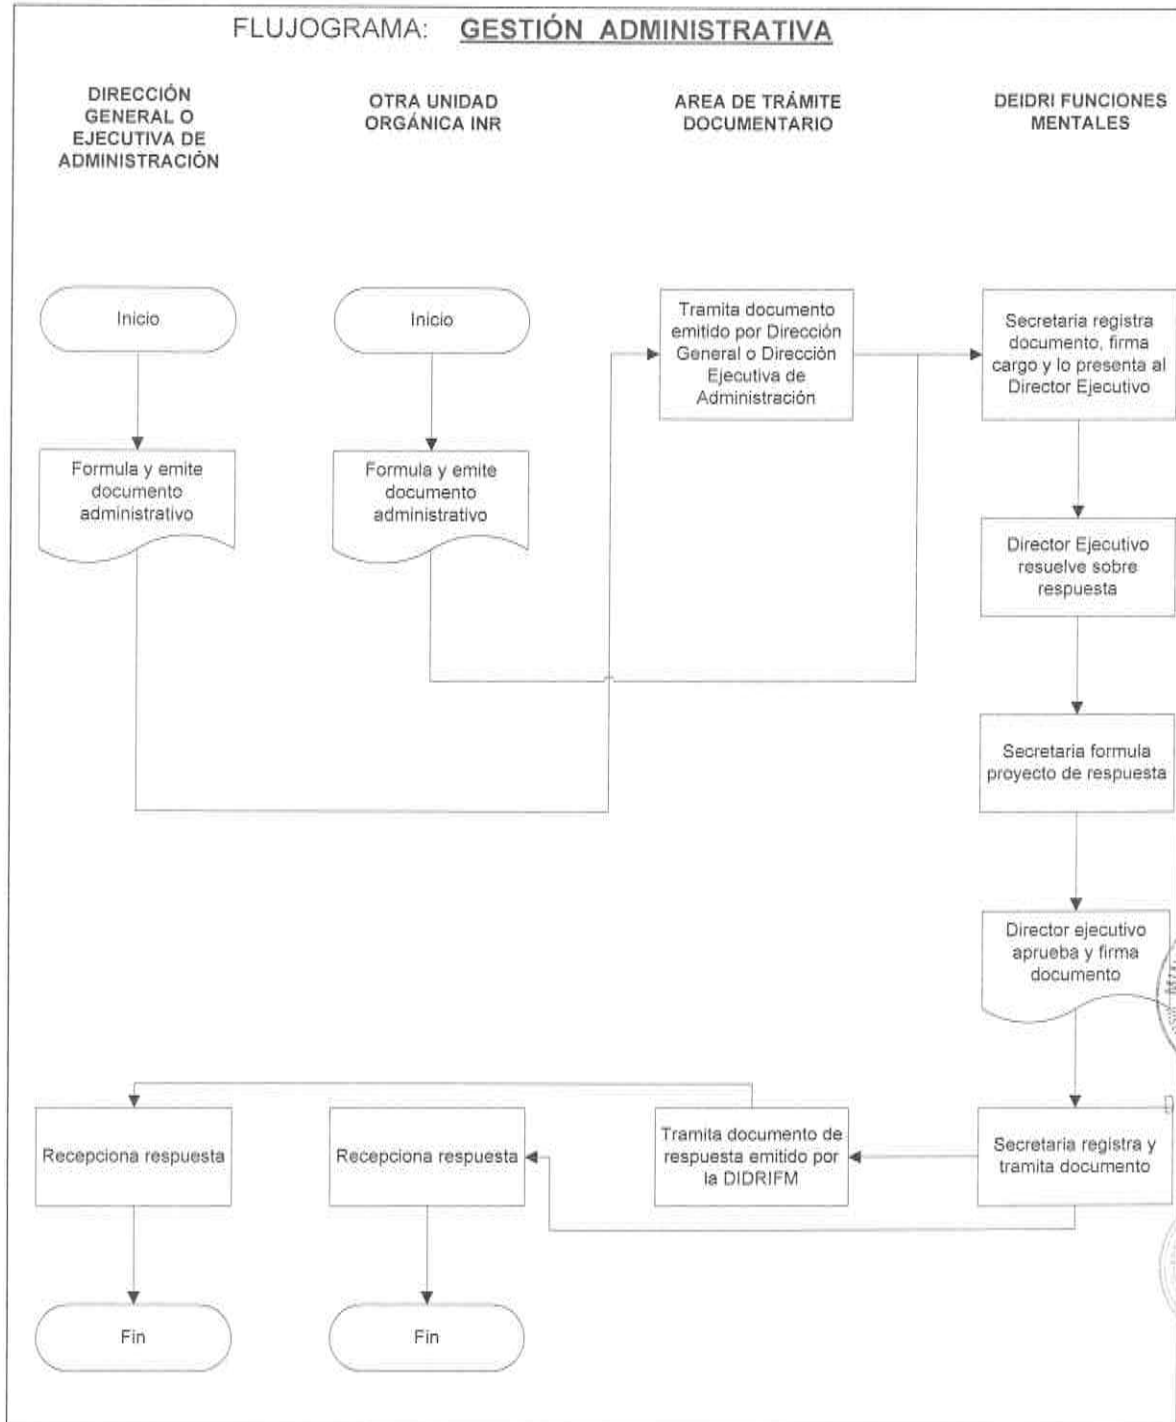 FLUJOGRAMA: GESTIÓN ADMINISTRATIVA
DIRECCIÓN
GENERAL O
EJECUTIVA DE
ADMINISTRACIÓN
OTRA UNIDAD
ORGÁNICA INR
AREA DE TRÁMITE
DOCUMENTARIO
DEIDRI FUNCIONES
MENTALES
Inicio
Inicio
Tramita documento
emitido por Dirección
General o Dirección
Ejecutiva de
Administración
Secretaria registra
documento, firma
cargo y lo presenta al
Director Ejecutivo
Formula y emite
documento
administrativo
Formula y emite
documento
administrativo
Director Ejecutivo
resuelve sobre
respuesta
Secretaria formula
proyecto de respuesta
Director ejecutivo
aprueba y firma
documento
Recepciona respuesta
Recepciona respuesta
Tramita documento de
respuesta emitido por
la DIDRIFM
Secretaria registra y
tramita documento
Fin
Fin